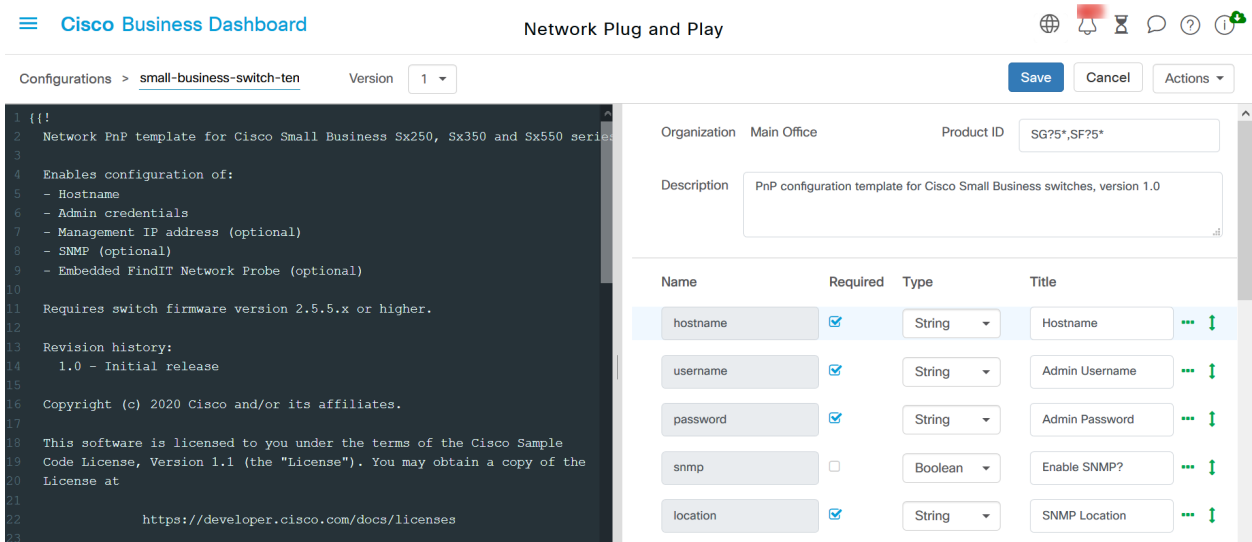 Cisco Business Dashboard
Network Plug and Play
Configurations > small-business-switch-ten
Version 1
Save Cancel Actions
1 {{!
2 Network PnP template for Cisco Small Business Sx250, Sx350 and Sx550 serie
3
4 Enables configuration of:
5 - Hostname
6 - Admin credentials
7 - Management IP address (optional)
8 - SNMP (optional)
9 - Embedded FindIT Network Probe (optional)
10
11 Requires switch firmware version 2.5.5.x or higher.
12
13 Revision history:
14 1.0 - Initial release
15
16 Copyright (c) 2020 Cisco and/or its affiliates.
17
18 This software is licensed to you under the terms of the Cisco Sample
19 Code License, Version 1.1 (the "License"). You may obtain a copy of the
20 License at
21
22 https://developer.cisco.com/docs/licenses
23
Organization Main Office Product ID SG?5*,SF?5*
Description PnP configuration template for Cisco Small Business switches, version 1.0
Name Required Type Title
hostname String Hostname
username String Admin Username
password String Admin Password
snmp Boolean Enable SNMP?
location String SNMP Location